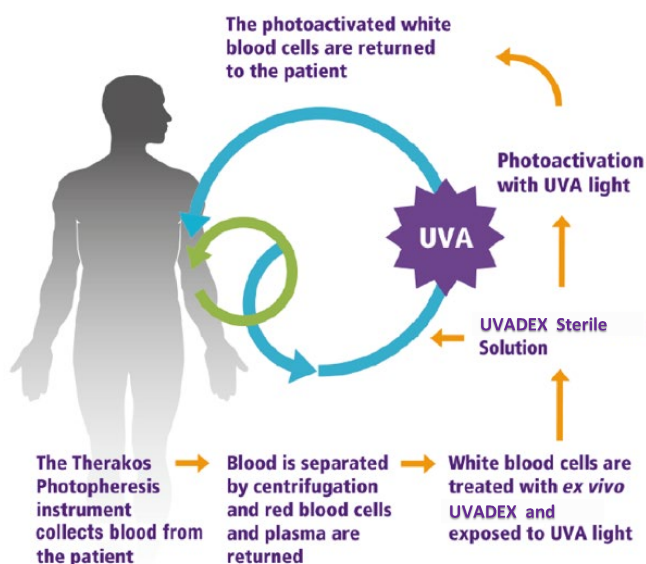 The photoactivated white
blood cells are returned
to the patient
Photoactivation
with UVA light
UVA
UVADEX Sterile
Solution
The Therakos
Photopheresis
instrument
collects blood from
the patient
Blood is separated
by centrifugation
and red blood cells
and plasma are
returned
White blood cells are
treated with ex vivo
UVADEX and
exposed to UVA light